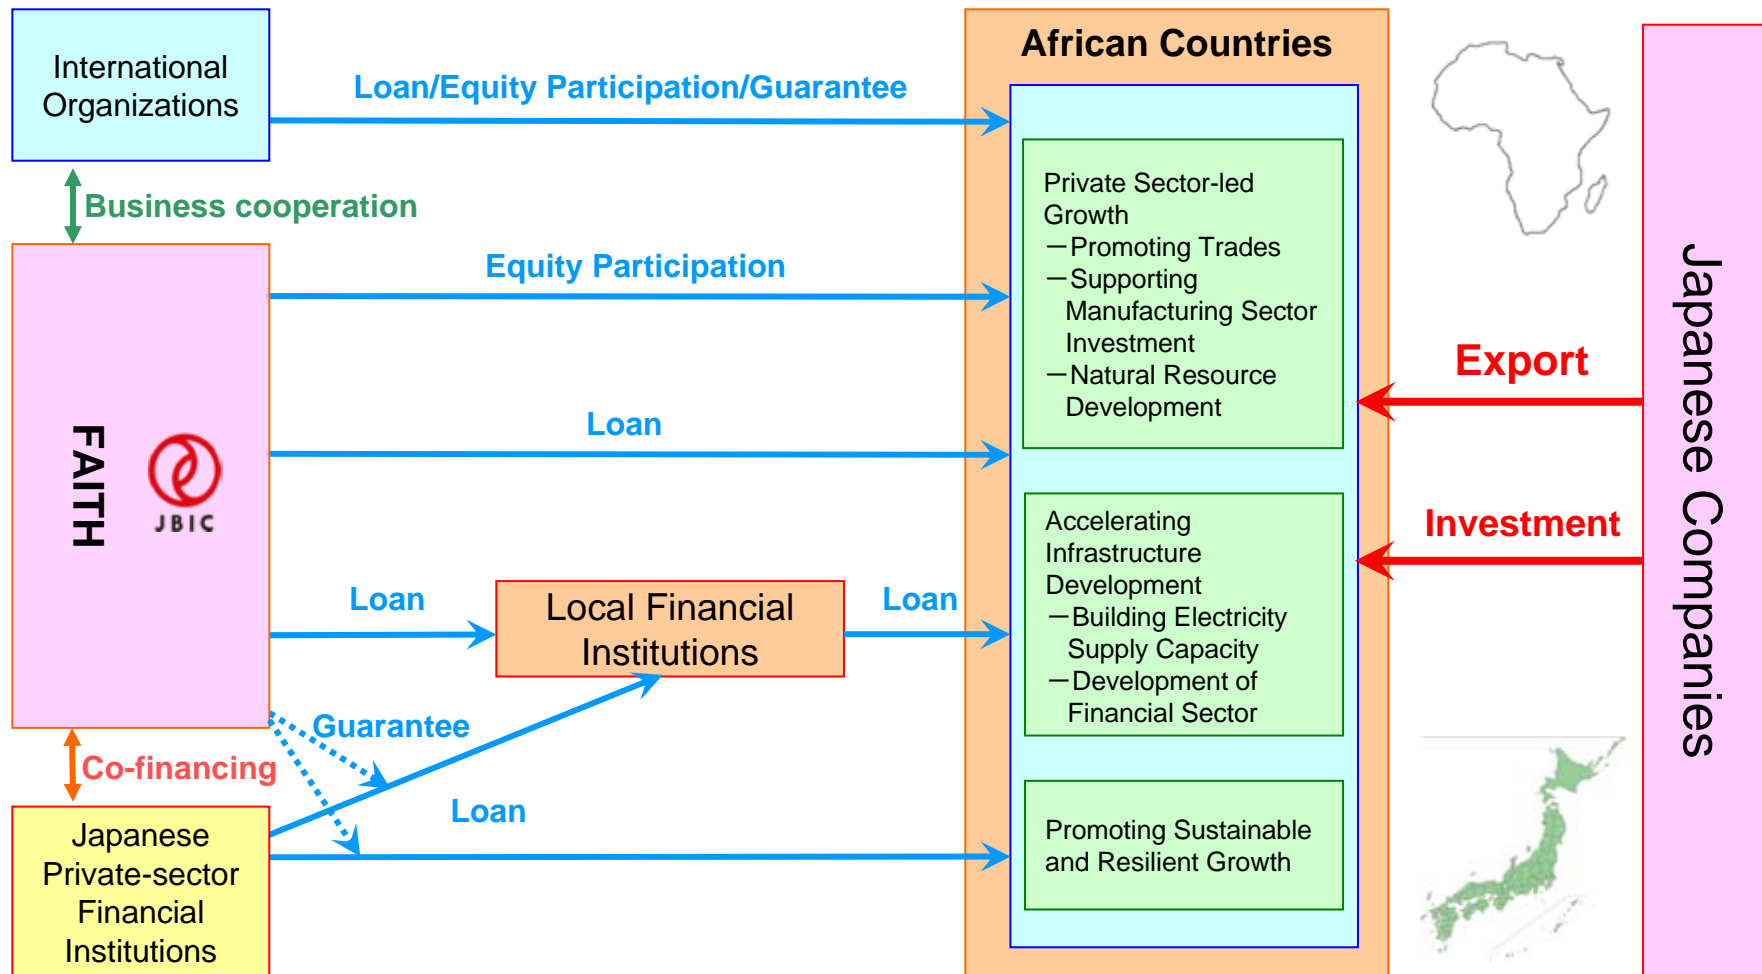 International
Organizations
Loan/Equity Participation/Guarantee
Business cooperation
FAITH
JBIC
Equity Participation
Loan
Loan
Local Financial
Institutions
Loan
Guarantee
Co-financing
Loan
Japanese
Private-sector
Financial
Institutions
African Countries
Private Sector-led
Growth
－Promoting Trades
－Supporting
Manufacturing Sector
Investment
－Natural Resource
Development
Accelerating
Infrastructure
Development
－Building Electricity
Supply Capacity
－Development of
Financial Sector
Promoting Sustainable
and Resilient Growth
Export
Investment
Japanese Companies